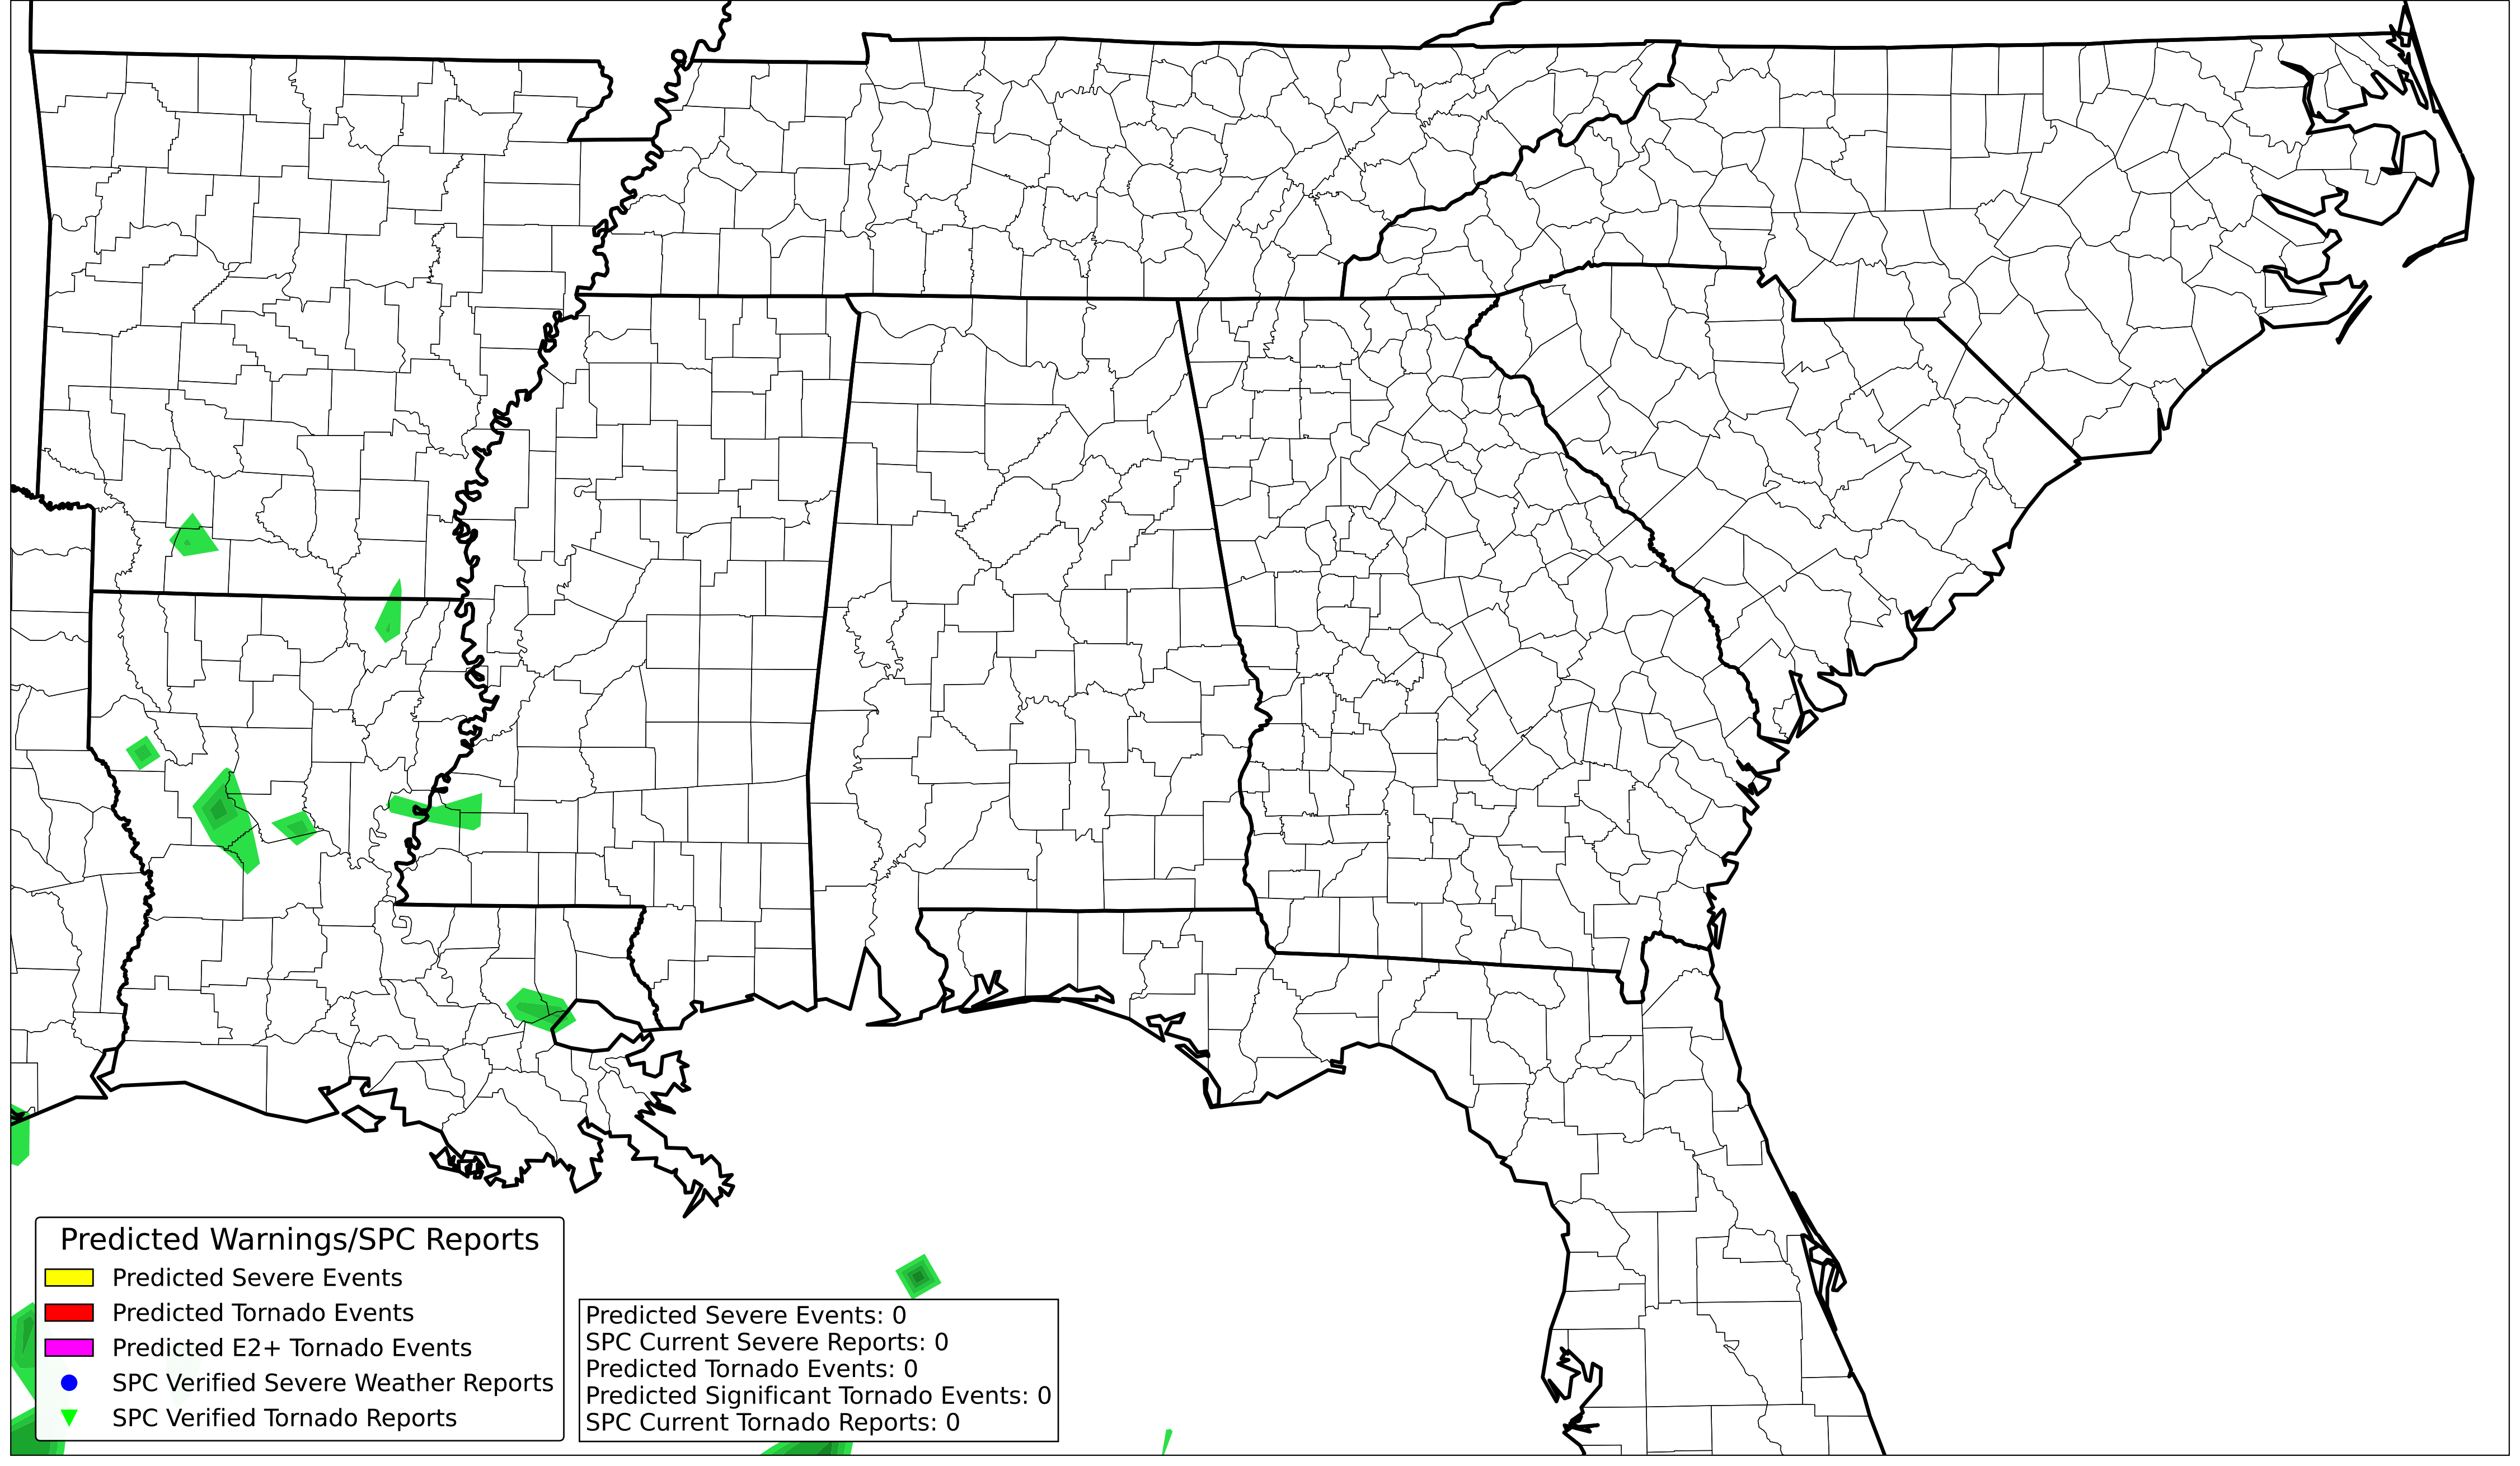 Predicted Warnings/SPC Reports
Predicted Severe Events
Predicted Tornado Events
Predicted E2+ Tornado Events
SPC Verified Severe Weather Reports
SPC Verified Tornado Reports
Predicted Severe Events: 0
SPC Current Severe Reports: 0
Predicted Tornado Events: 0
Predicted Significant Tornado Events: 0
SPC Current Tornado Reports: 0